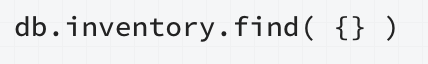 db.inventory.find( {} )